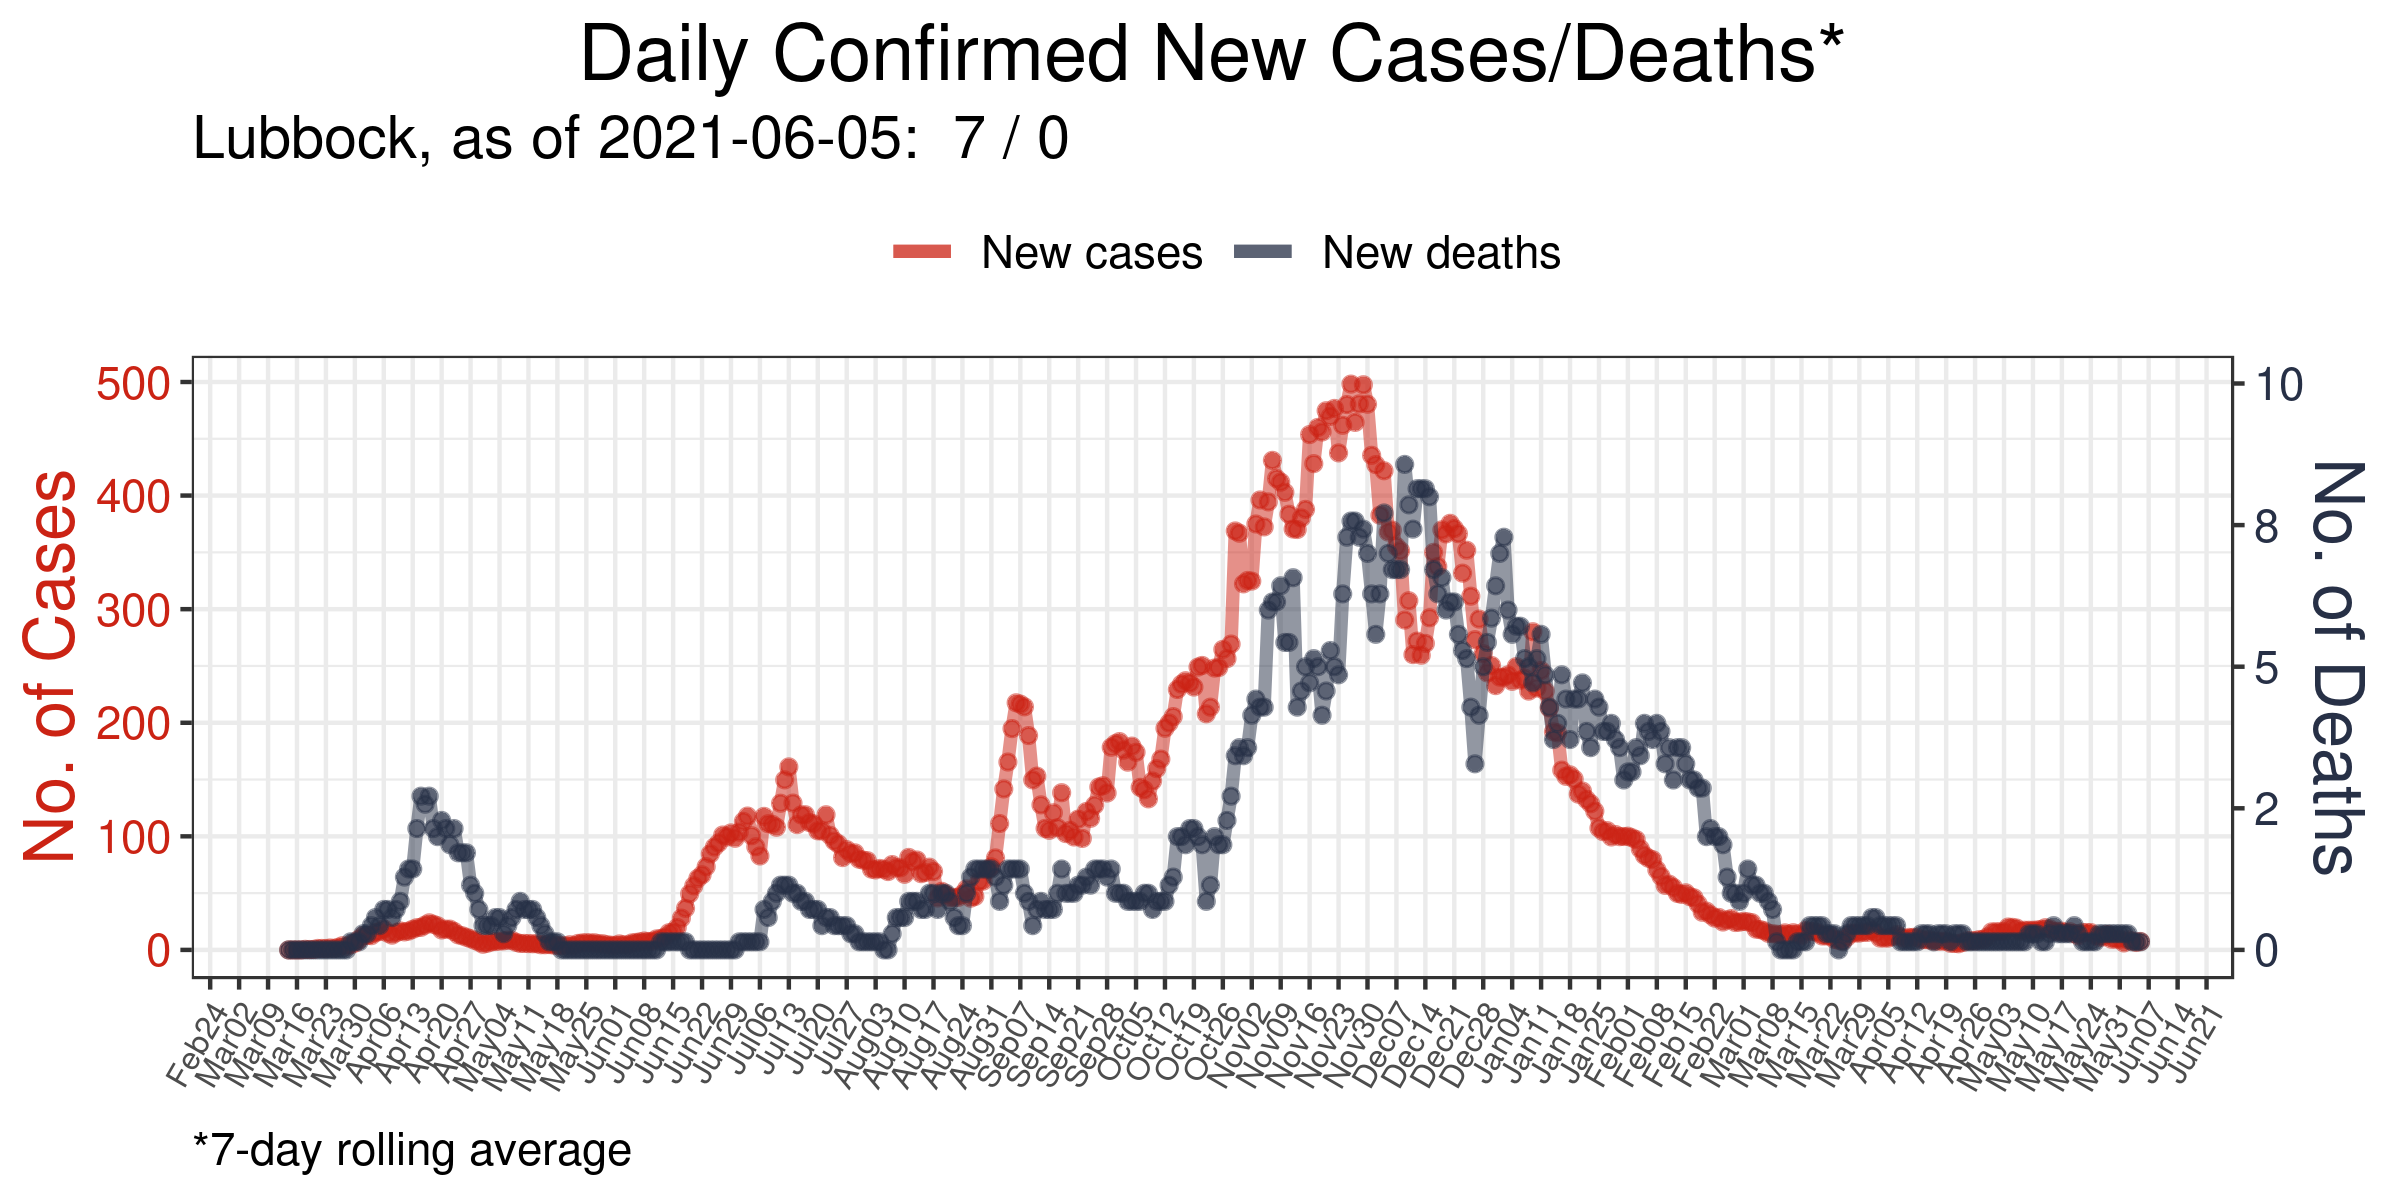 Daily Confirmed New Cases/Deaths*
Lubbock, as of 2021-06-05:  7 / 0
New cases
New deaths
No. of Cases
500
400
300
200
100
0
10
8
5
2
0
No. of Deaths
Feb24
Mar02
Mar09
Mar16
Mar23
Mar30
Apr06
Apr13
Apr20
Apr27
May04
May11
May18
May25
Jun01
Jun08
Jun15
Jun22
Jun29
Jul06
Jul13
Jul20
Jul27
Aug03
Aug10
Aug17
Aug24
Aug31
Sep07
Sep14
Sep21
Sep28
Oct05
Oct12
Oct19
Oct26
Nov02
Nov09
Nov16
Nov23
Nov30
Dec07
Dec14
Dec21
Dec28
Jan04
Jan11
Jan18
Jan25
Feb01
Feb08
Feb15
Feb22
Mar01
Mar08
Mar15
Mar22
Mar29
Apr05
Apr12
Apr19
Apr26
May03
May10
May17
May24
May31
Jun07
Jun14
Jun21
*7-day rolling average